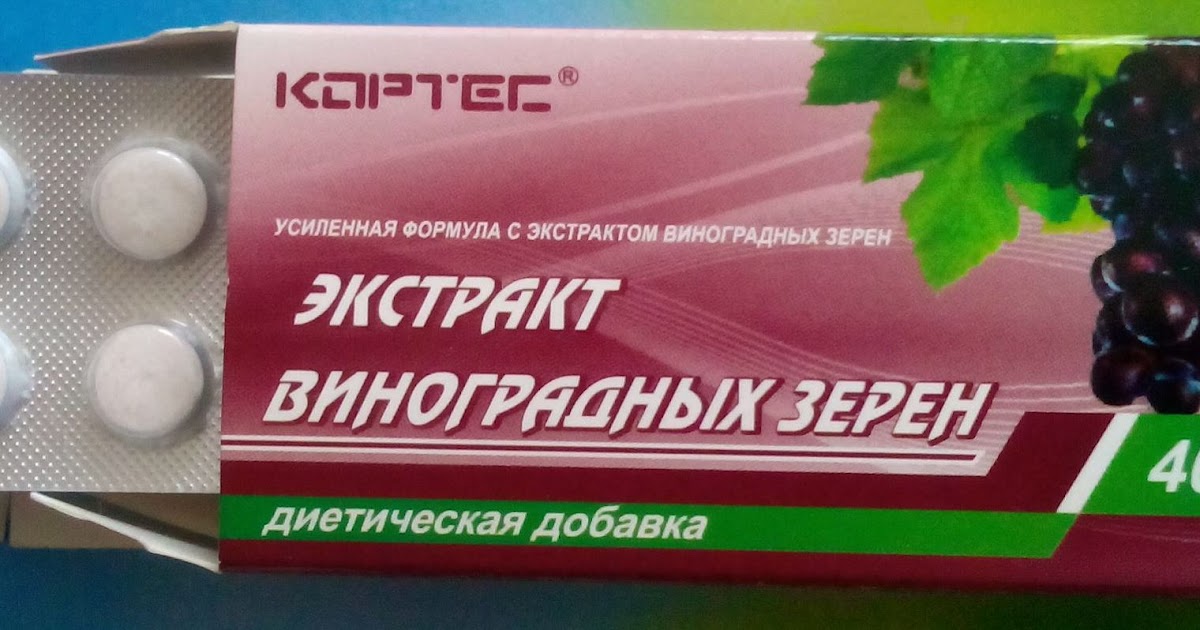 КОРТЕС®
УСИЛЕННАЯ ФОРМУЛА С ЭКСТРАКТОМ ВИНОГРАДНЫХ ЗЕРЕН
ЭКСТРАКТ
ВИНОГРАДНЫХ ЗЕРЕН
диетическая добавка